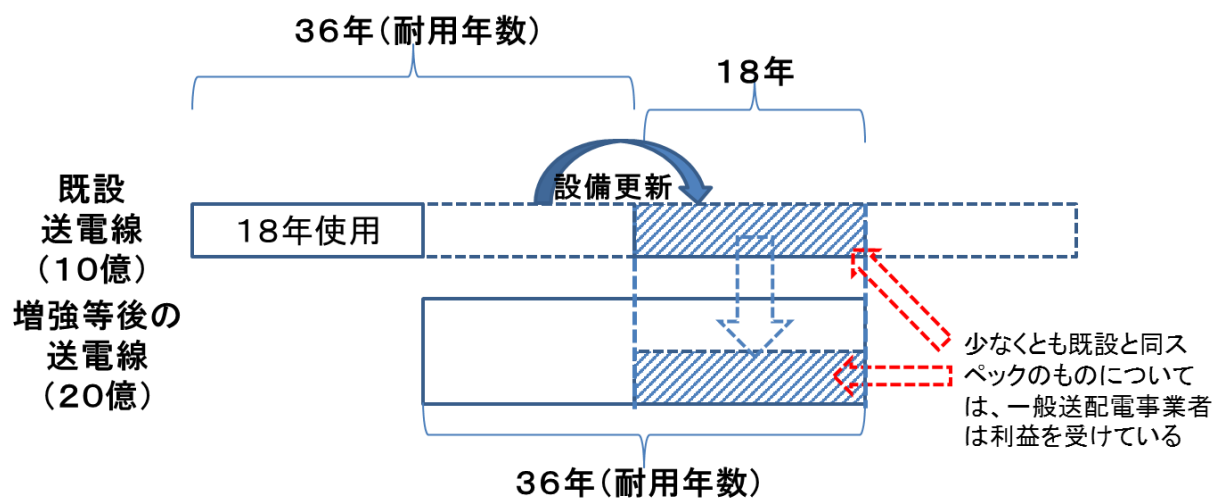 36年(耐用年数)
18年
設備更新
既設
送電線
(10億)
18年使用
増強等後の
送電線
(20億)
少なくとも既設と同ス
ペックのものについて
は、一般送配電事業者
は利益を受けている
36年(耐用年数)